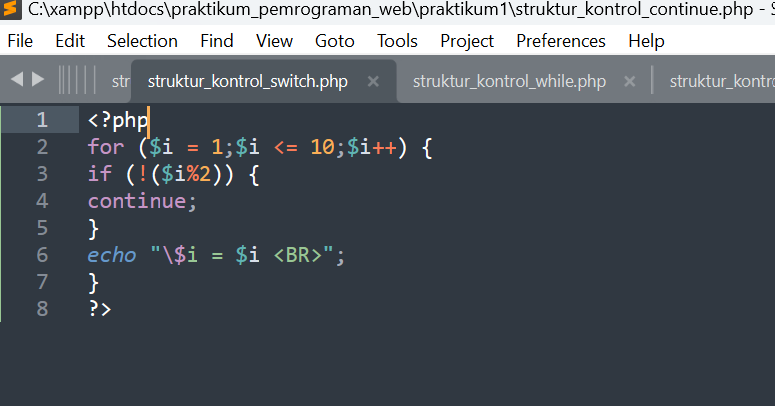 C:\xampp\htdocs\praktikum_pemrograman_web\praktikum1\struktur_kontrol_continue.php -
File Edit Selection Find View Goto Tools Project Preferences Help
str struktur_kontrol_switch.php × struktur_kontrol_while.php × struktur_kontro
1 <?php
2 for ($i = 1;$i <= 10;$i++) {
3 if (!($i%2)) {
4 continue;
5 }
6 echo "\$i = $i <BR>";
7 }
8 ?>